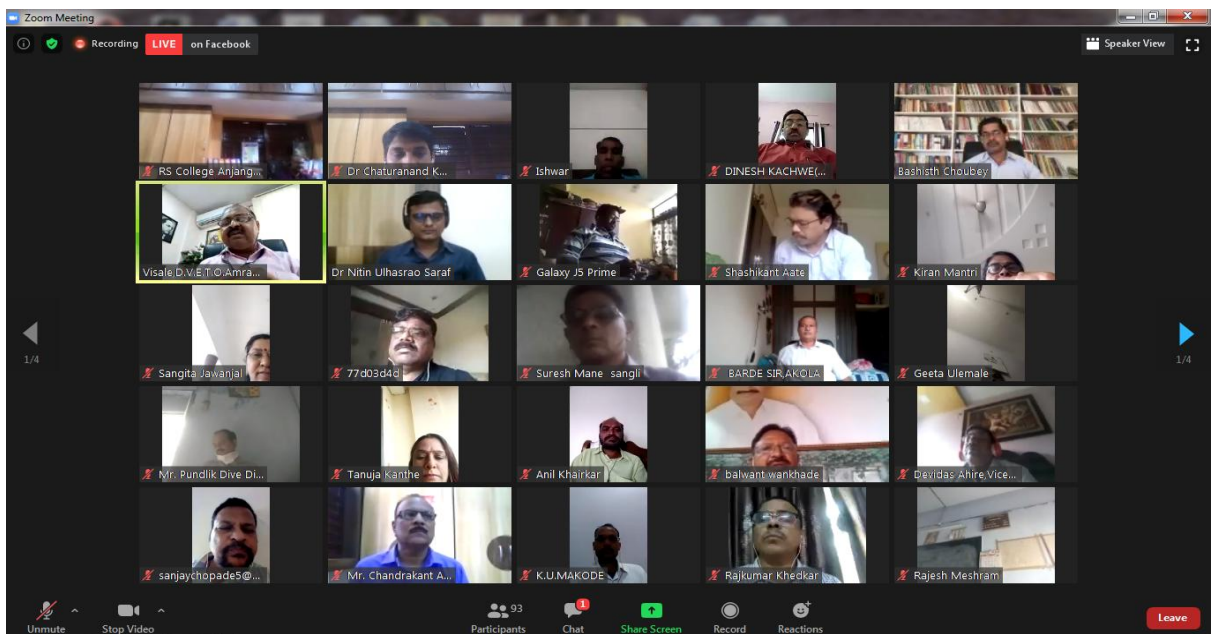 Zoom Meeting
Recording LIVE on Facebook
Speaker View
RS College Anjang...
Dr Chaturanand K...
Ishwar
DINESH KACHWE(...
Bashisth Choubey
Visale D.V.E.T.O.Amra...
Dr Nitin Ulhasrao Saraf
Galaxy J5 Prime
Shashikant Aate
Kiran Mantri
1/4
Sangita Jawanjal
77d03d4d
Suresh Mane sangli
BARDE SIR,AKOLA
Geeta Ulemale
1/4
Mr. Pundlik Dive Di...
Tanuja Kanthe
Anil Khairkar
balwant wankhade
Devidas Ahire,Vice...
sanjaychopade5@...
Mr. Chandrakant A...
K.U.MAKODE
Rajkumar Khedkar
Rajesh Meshram
Unmute
Stop Video
93
Participants
1
Chat
Share Screen
Record
Reactions
Leave